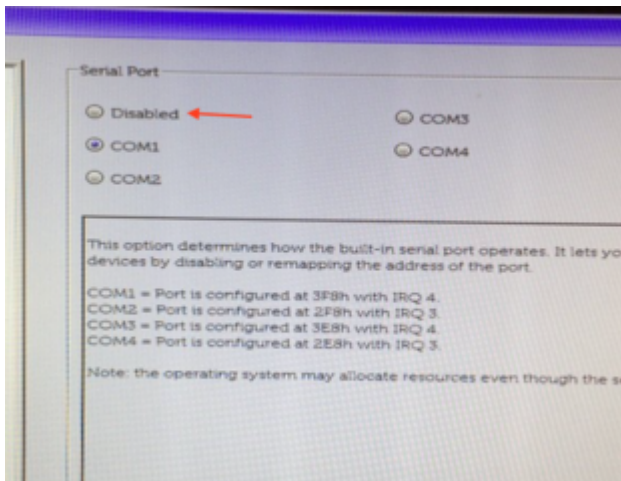 Serial Port
Disabled
COM3
COM1
COM4
COM2
This option determines how the built-in serial port operates. It lets
devices by disabling or remapping the address of the port.
COM1 = Port is configured at 3F8h with IRQ 4.
COM2 = Port is configured at 2F8h with IRQ 3.
COM3 = Port is configured at 3E8h with IRQ 4.
COM4 = Port is configured at 2E8h with IRQ 3.
Note: the operating system may allocate resources even though the